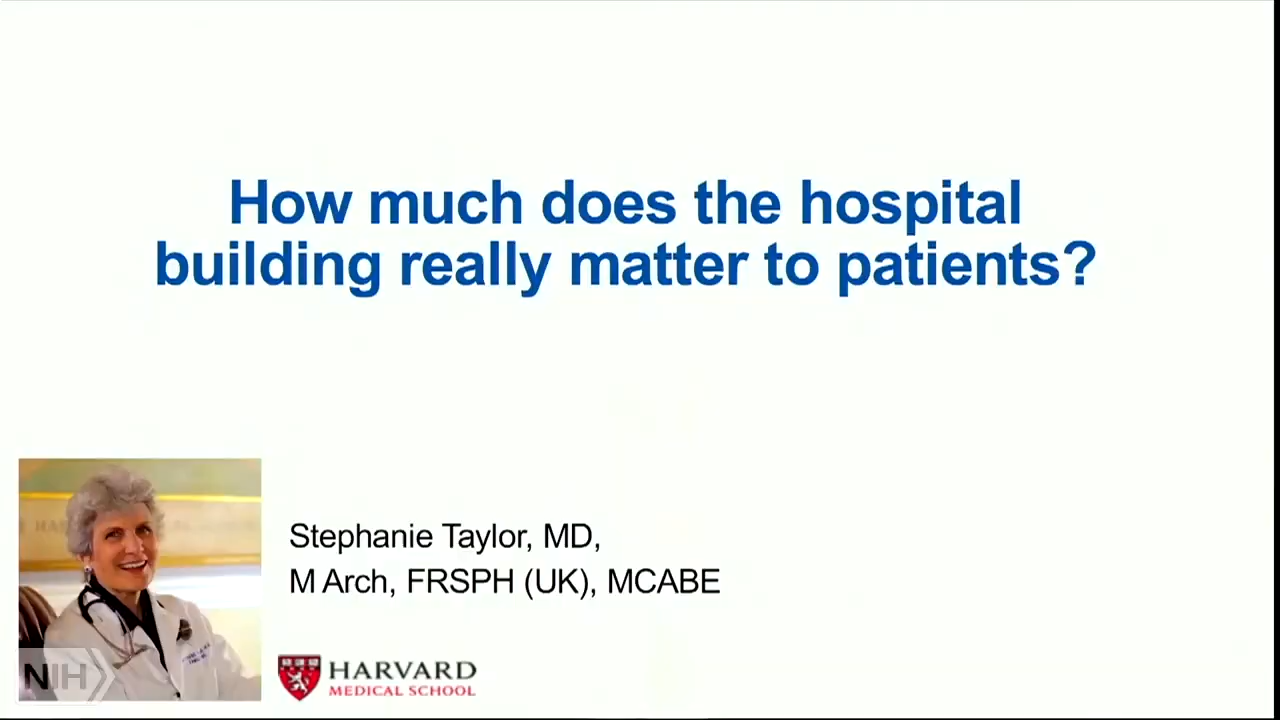 How much does the hospital
building really matter to patients?
Stephanie Taylor, MD,
M Arch, FRSPH (UK), MCABE
NIH
HARVARD
MEDICAL SCHOOL